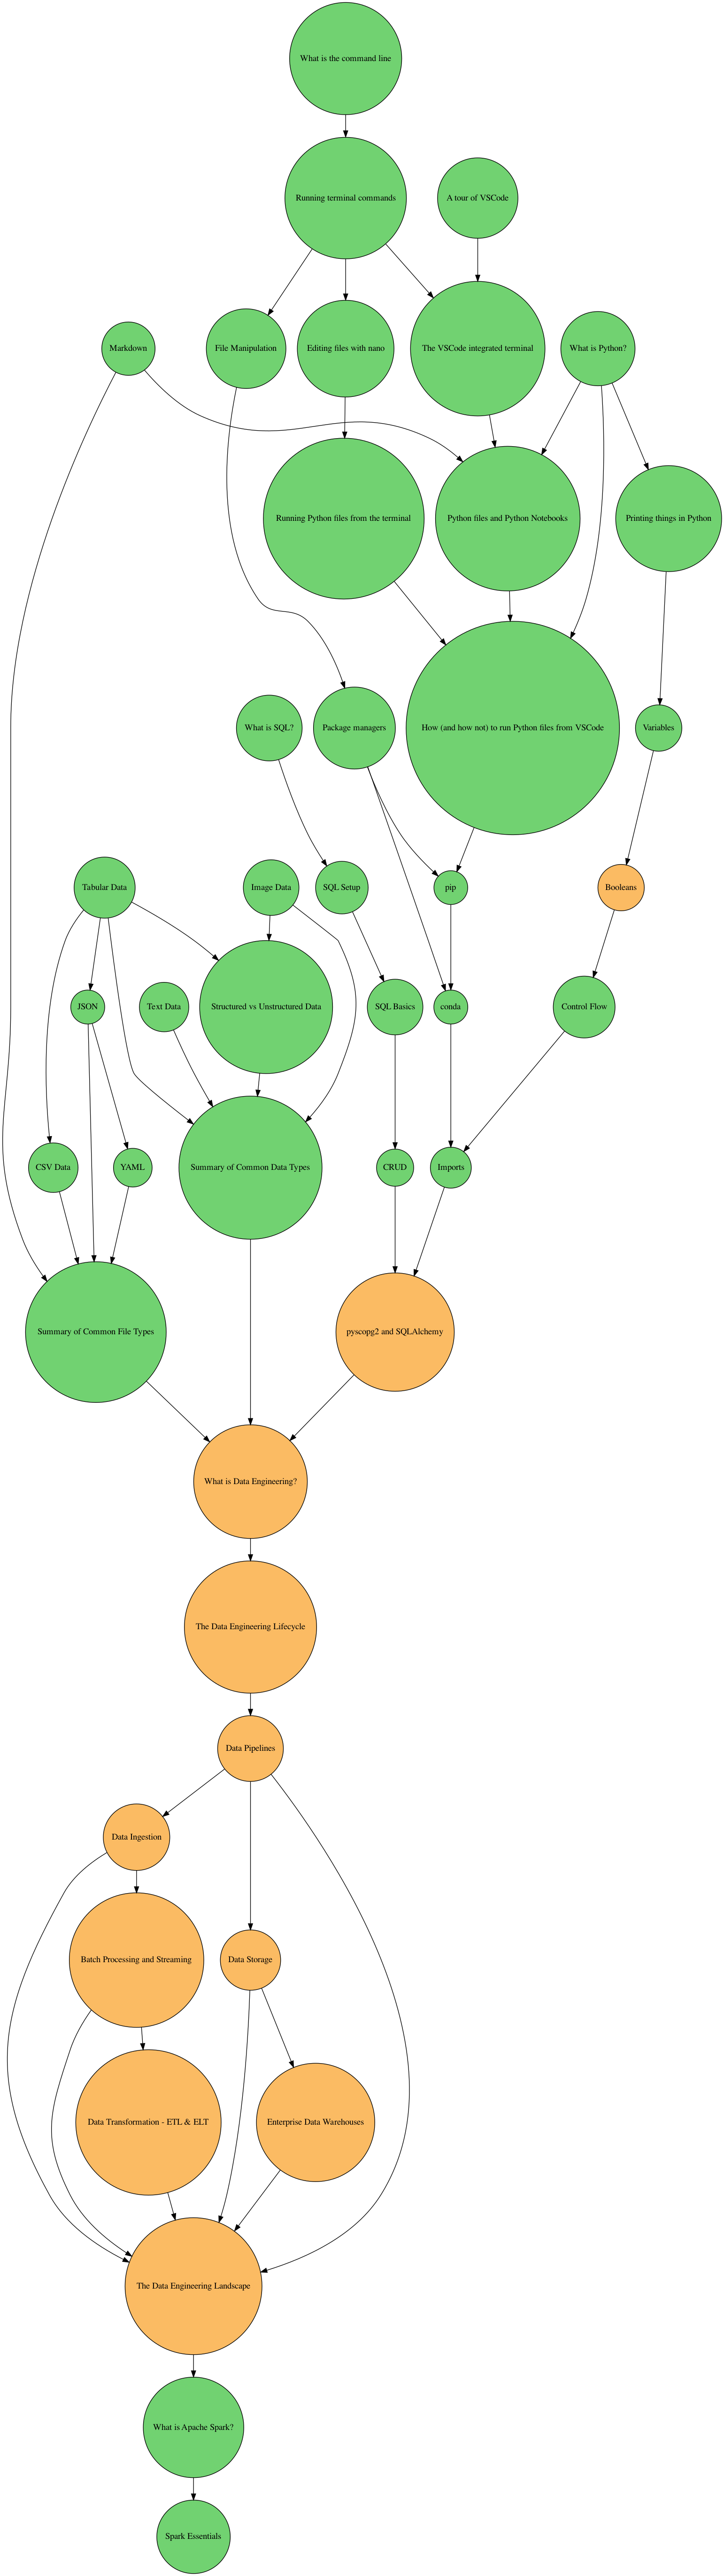 What is the command line
Running terminal commands
A tour of VSCode
Markdown
File Manipulation
Editing files with nano
The VSCode integrated terminal
What is Python?
Running Python files from the terminal
Python files and Python Notebooks
Printing things in Python
What is SQL?
Package managers
How (and how not) to run Python files from VSCode
Variables
Tabular Data
Image Data
SQL Setup
pip
Booleans
JSON
Text Data
Structured vs Unstructured Data
SQL Basics
conda
Control Flow
CSV Data
YAML
Summary of Common Data Types
CRUD
Imports
Summary of Common File Types
pyscopg2 and SQLAlchemy
What is Data Engineering?
The Data Engineering Lifecycle
Data Pipelines
Data Ingestion
Batch Processing and Streaming
Data Storage
Data Transformation - ETL & ELT
Enterprise Data Warehouses
The Data Engineering Landscape
What is Apache Spark?
Spark Essentials